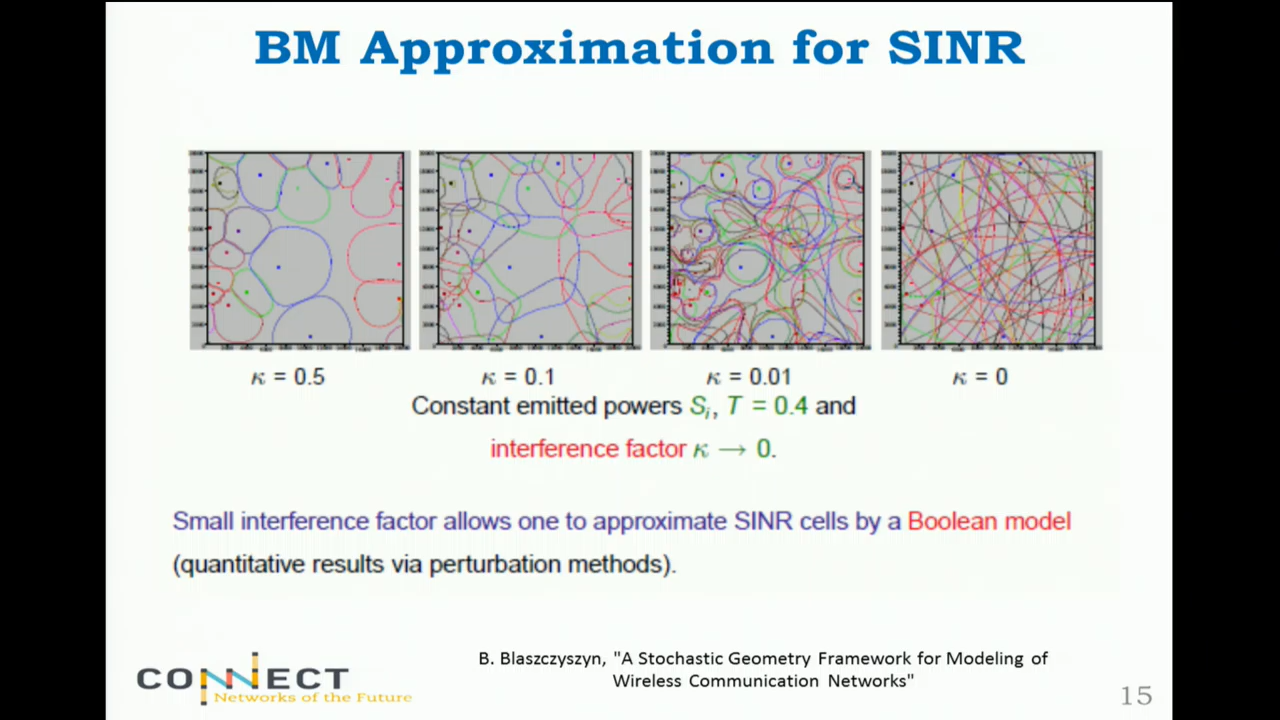 BM Approximation for SINR
κ = 0.5
κ = 0.1
κ = 0.01
κ = 0
Constant emitted powers Si, T = 0.4 and
interference factor κ → 0.
Small interference factor allows one to approximate SINR cells by a Boolean model
(quantitative results via perturbation methods).
B. Blaszczyszyn, "A Stochastic Geometry Framework for Modeling of
Wireless Communication Networks"
CONNECT
Networks of the Future
15